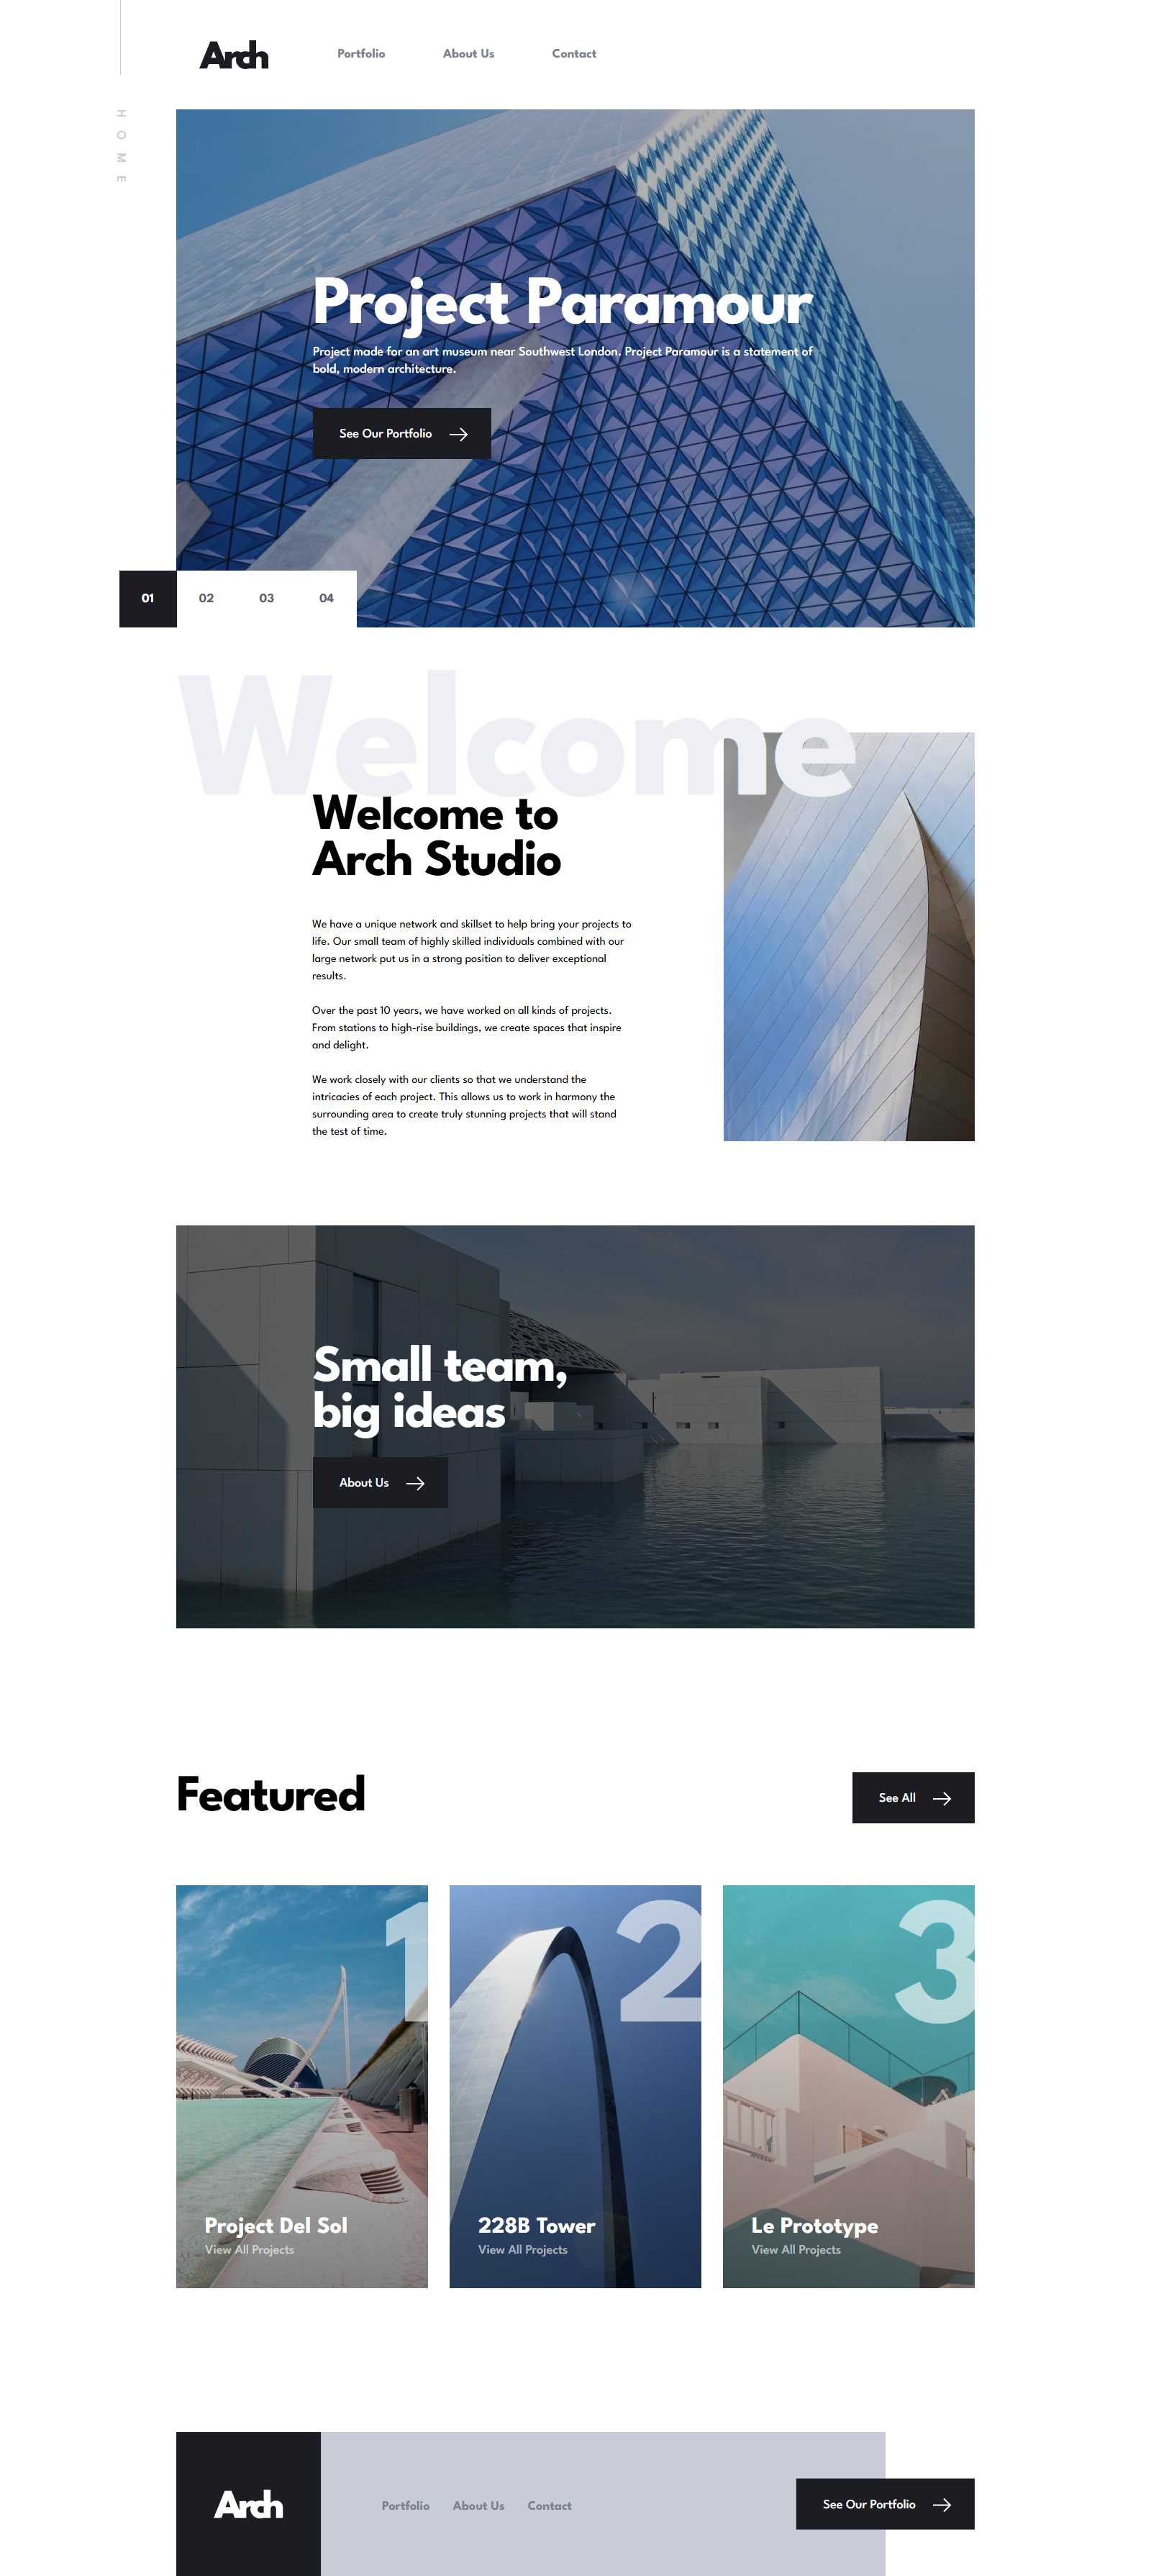 Arch
Portfolio
About Us
Contact
HOME
Project Paramour
Project made for an art museum near Southwest London. Project Paramour is a statement of
bold, modern architecture.
See Our Portfolio
01
02
03
04
Welcome
Welcome to
Arch Studio
We have a unique network and skillset to help bring your projects to
life. Our small team of highly skilled individuals combined with our
large network put us in a strong position to deliver exceptional
results.
Over the past 10 years, we have worked on all kinds of projects.
From stations to high-rise buildings, we create spaces that inspire
and delight.
We work closely with our clients so that we understand the
intricacies of each project. This allows us to work in harmony the
surrounding area to create truly stunning projects that will stand
the test of time.
Small team,
big ideas
About Us
Featured
See All
1
Project Del Sol
View All Projects
2
228B Tower
View All Projects
3
Le Prototype
View All Projects
Arch
Portfolio
About Us
Contact
See Our Portfolio